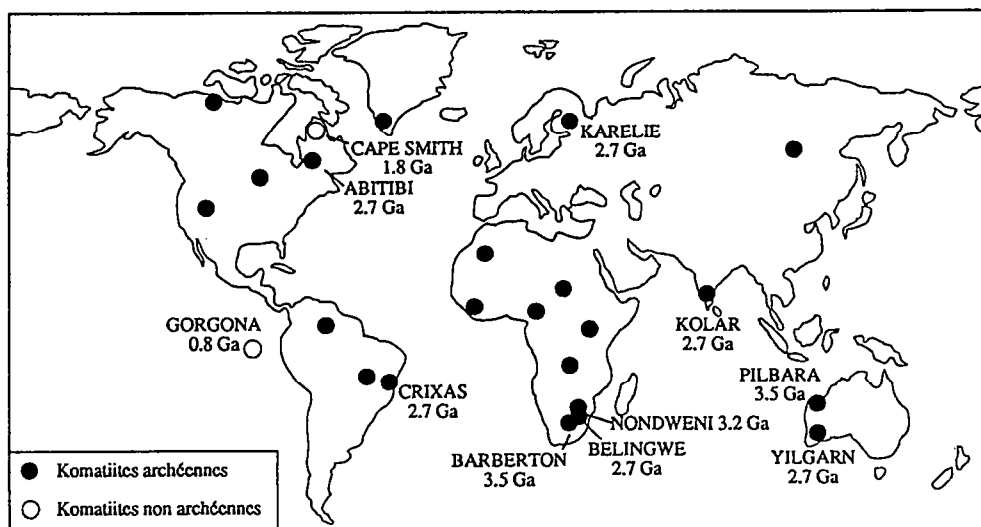 CAPE SMITH
1.8 Ga
ABITIBI
2.7 Ga
KARELIE
2.7 Ga
GORGONA
0.8 Ga
KOLAR
2.7 Ga
CRIXAS
2.7 Ga
PILBARA
3.5 Ga
NONDWENI 3.2 Ga
BELINGWE
2.7 Ga
BARBERTON
3.5 Ga
YILGARN
2.7 Ga
Komatiites archéennes
Komatiites non archéennes